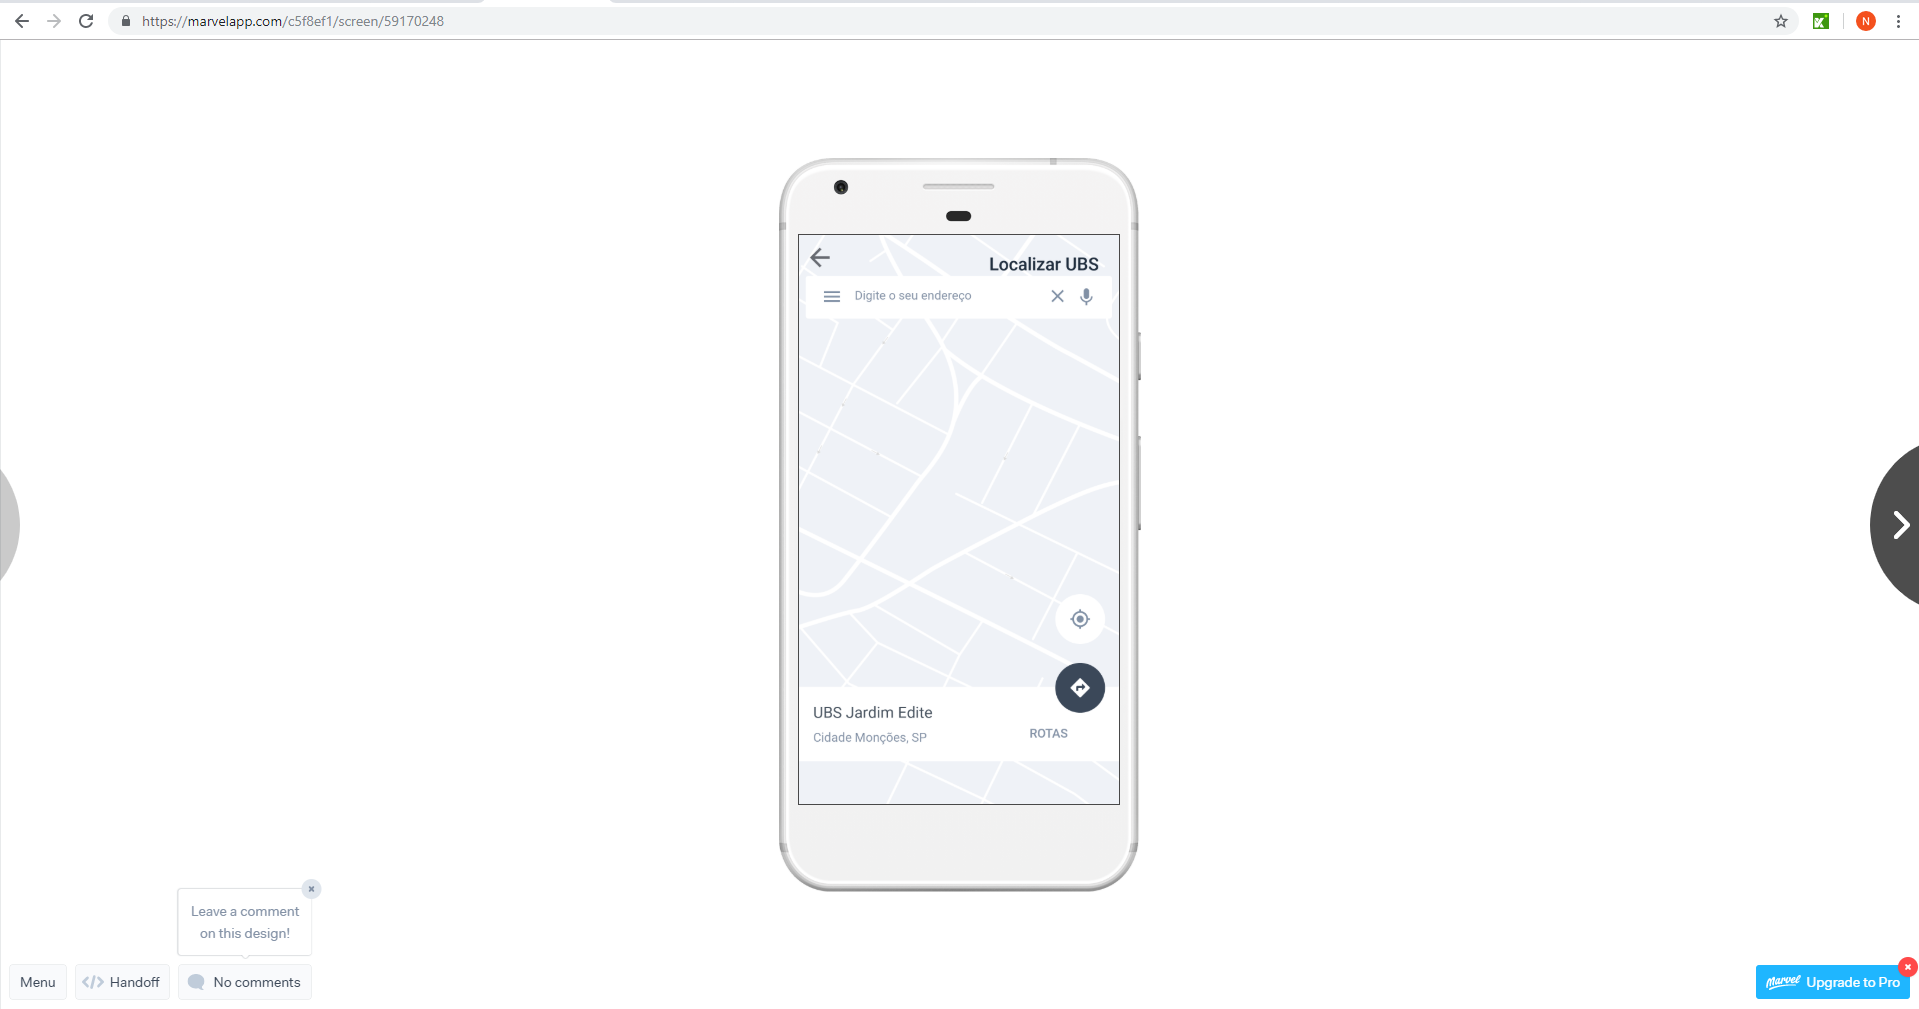 https://marvelapp.com/c5f8ef1/screen/59170248
N
Localizar UBS
Digite o seu endereço
UBS Jardim Edite
Cidade Monções, SP
ROTAS
Leave a comment
on this design!
Menu
</> Handoff
No comments
marvel Upgrade to Pro